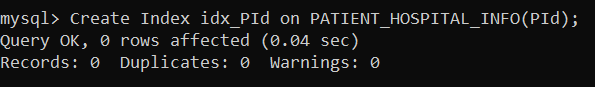 mysql> Create Index idx_PId on PATIENT_HOSPITAL_INFO(PId);
Query OK, 0 rows affected (0.04 sec)
Records: 0  Duplicates: 0  Warnings: 0